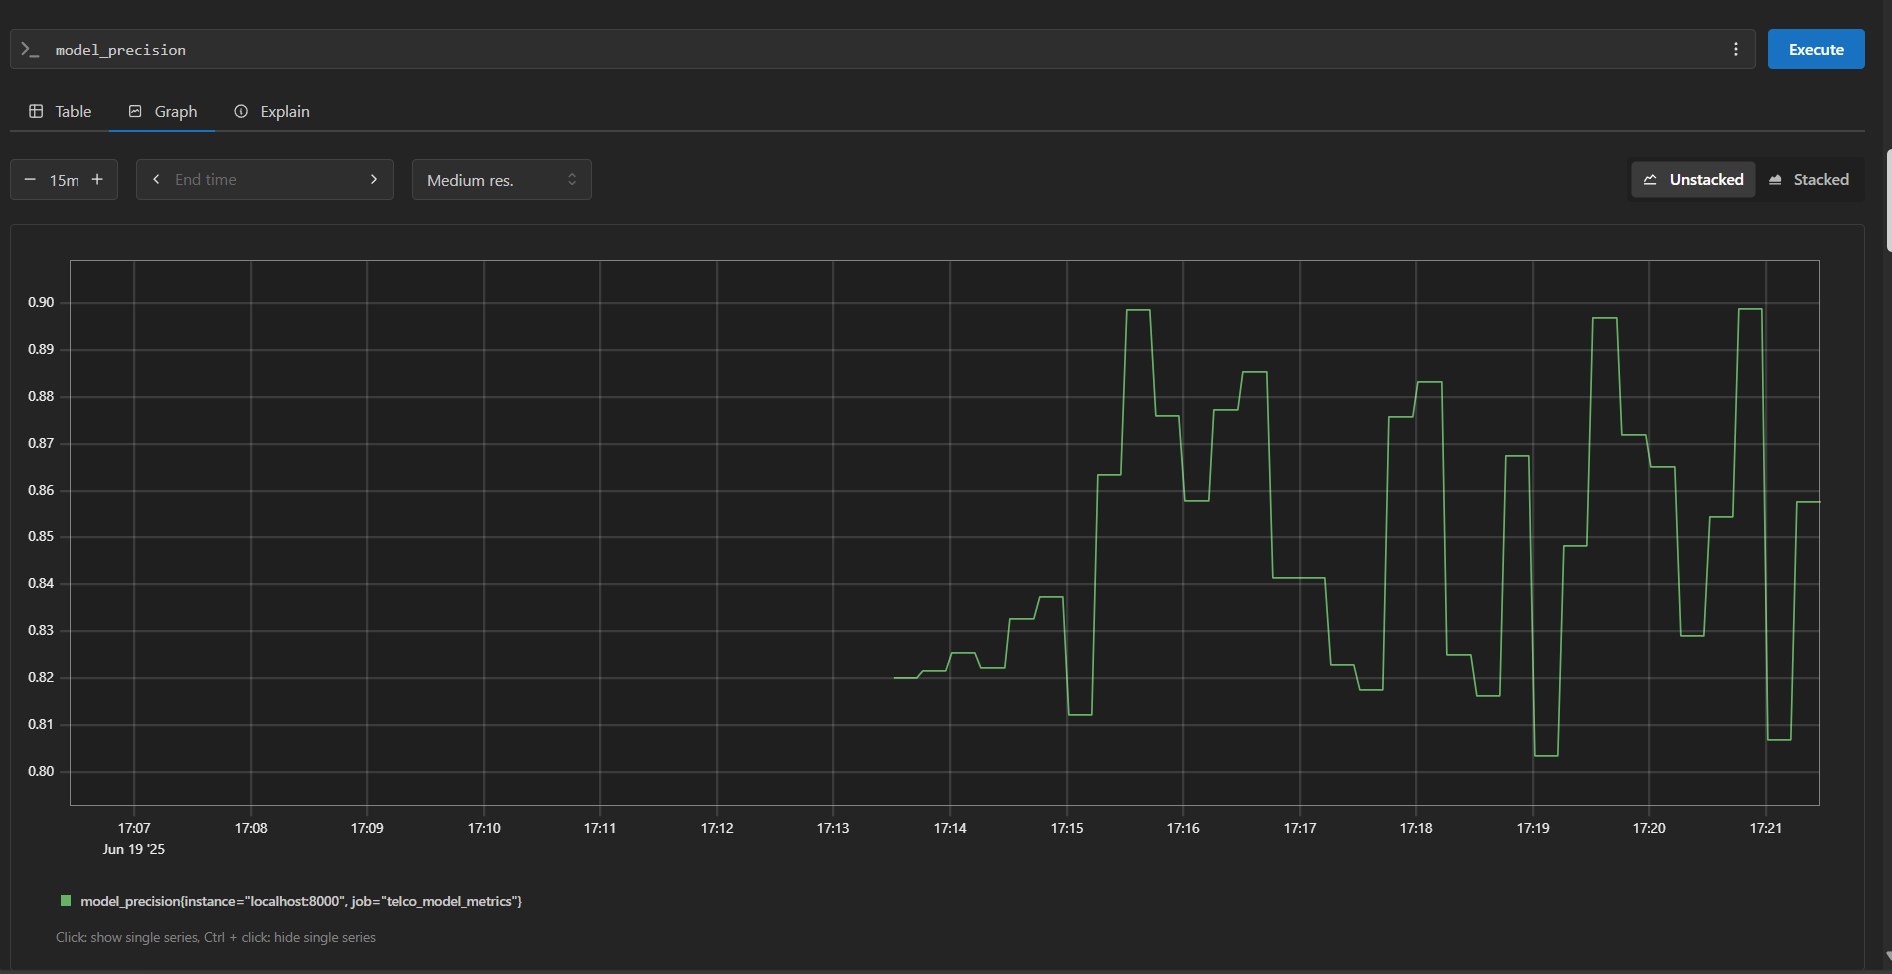 >_ model_precision
Execute
Table Graph Explain
− 15m + End time Medium res.
Unstacked Stacked
0.90
0.89
0.88
0.87
0.86
0.85
0.84
0.83
0.82
0.81
0.80
17:07 17:08 17:09 17:10 17:11 17:12 17:13 17:14 17:15 17:16 17:17 17:18 17:19 17:20 17:21
Jun 19 '25
model_precision{instance="localhost:8000", job="telco_model_metrics"}
Click: show single series, Ctrl + click: hide single series